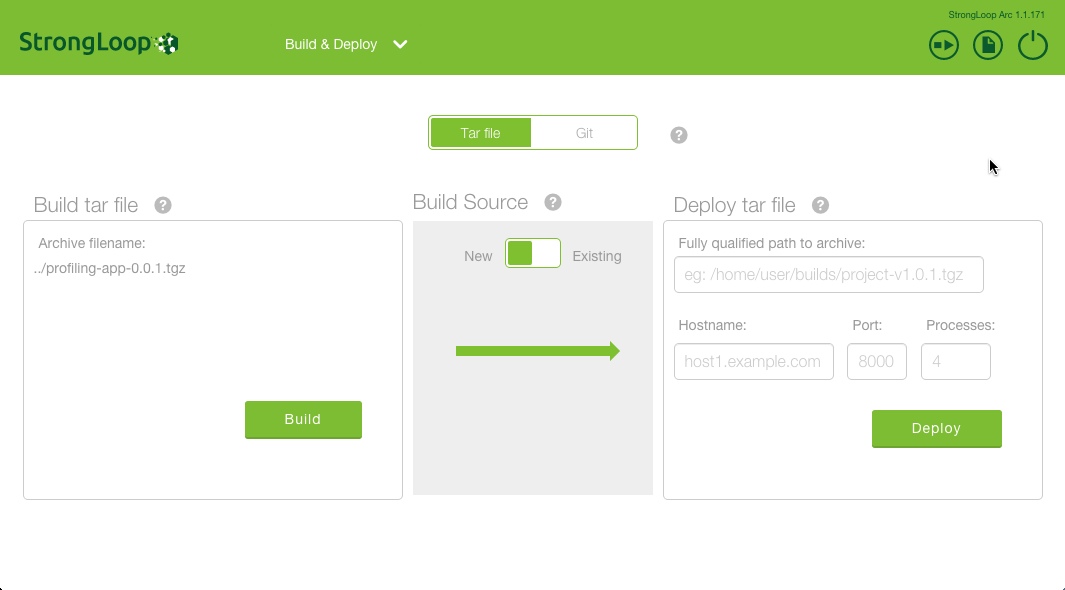 StrongLoop Arc 1.1.171
StrongLoop
Build & Deploy
Tar file
Git
?
Build tar file ?
Archive filename:
../profiling-app-0.0.1.tgz
Build
Build Source ?
New
Existing
Deploy tar file ?
Fully qualified path to archive:
eg: /home/user/builds/project-v1.0.1.tgz
Hostname: Port: Processes:
host1.example.com 8000 4
Deploy